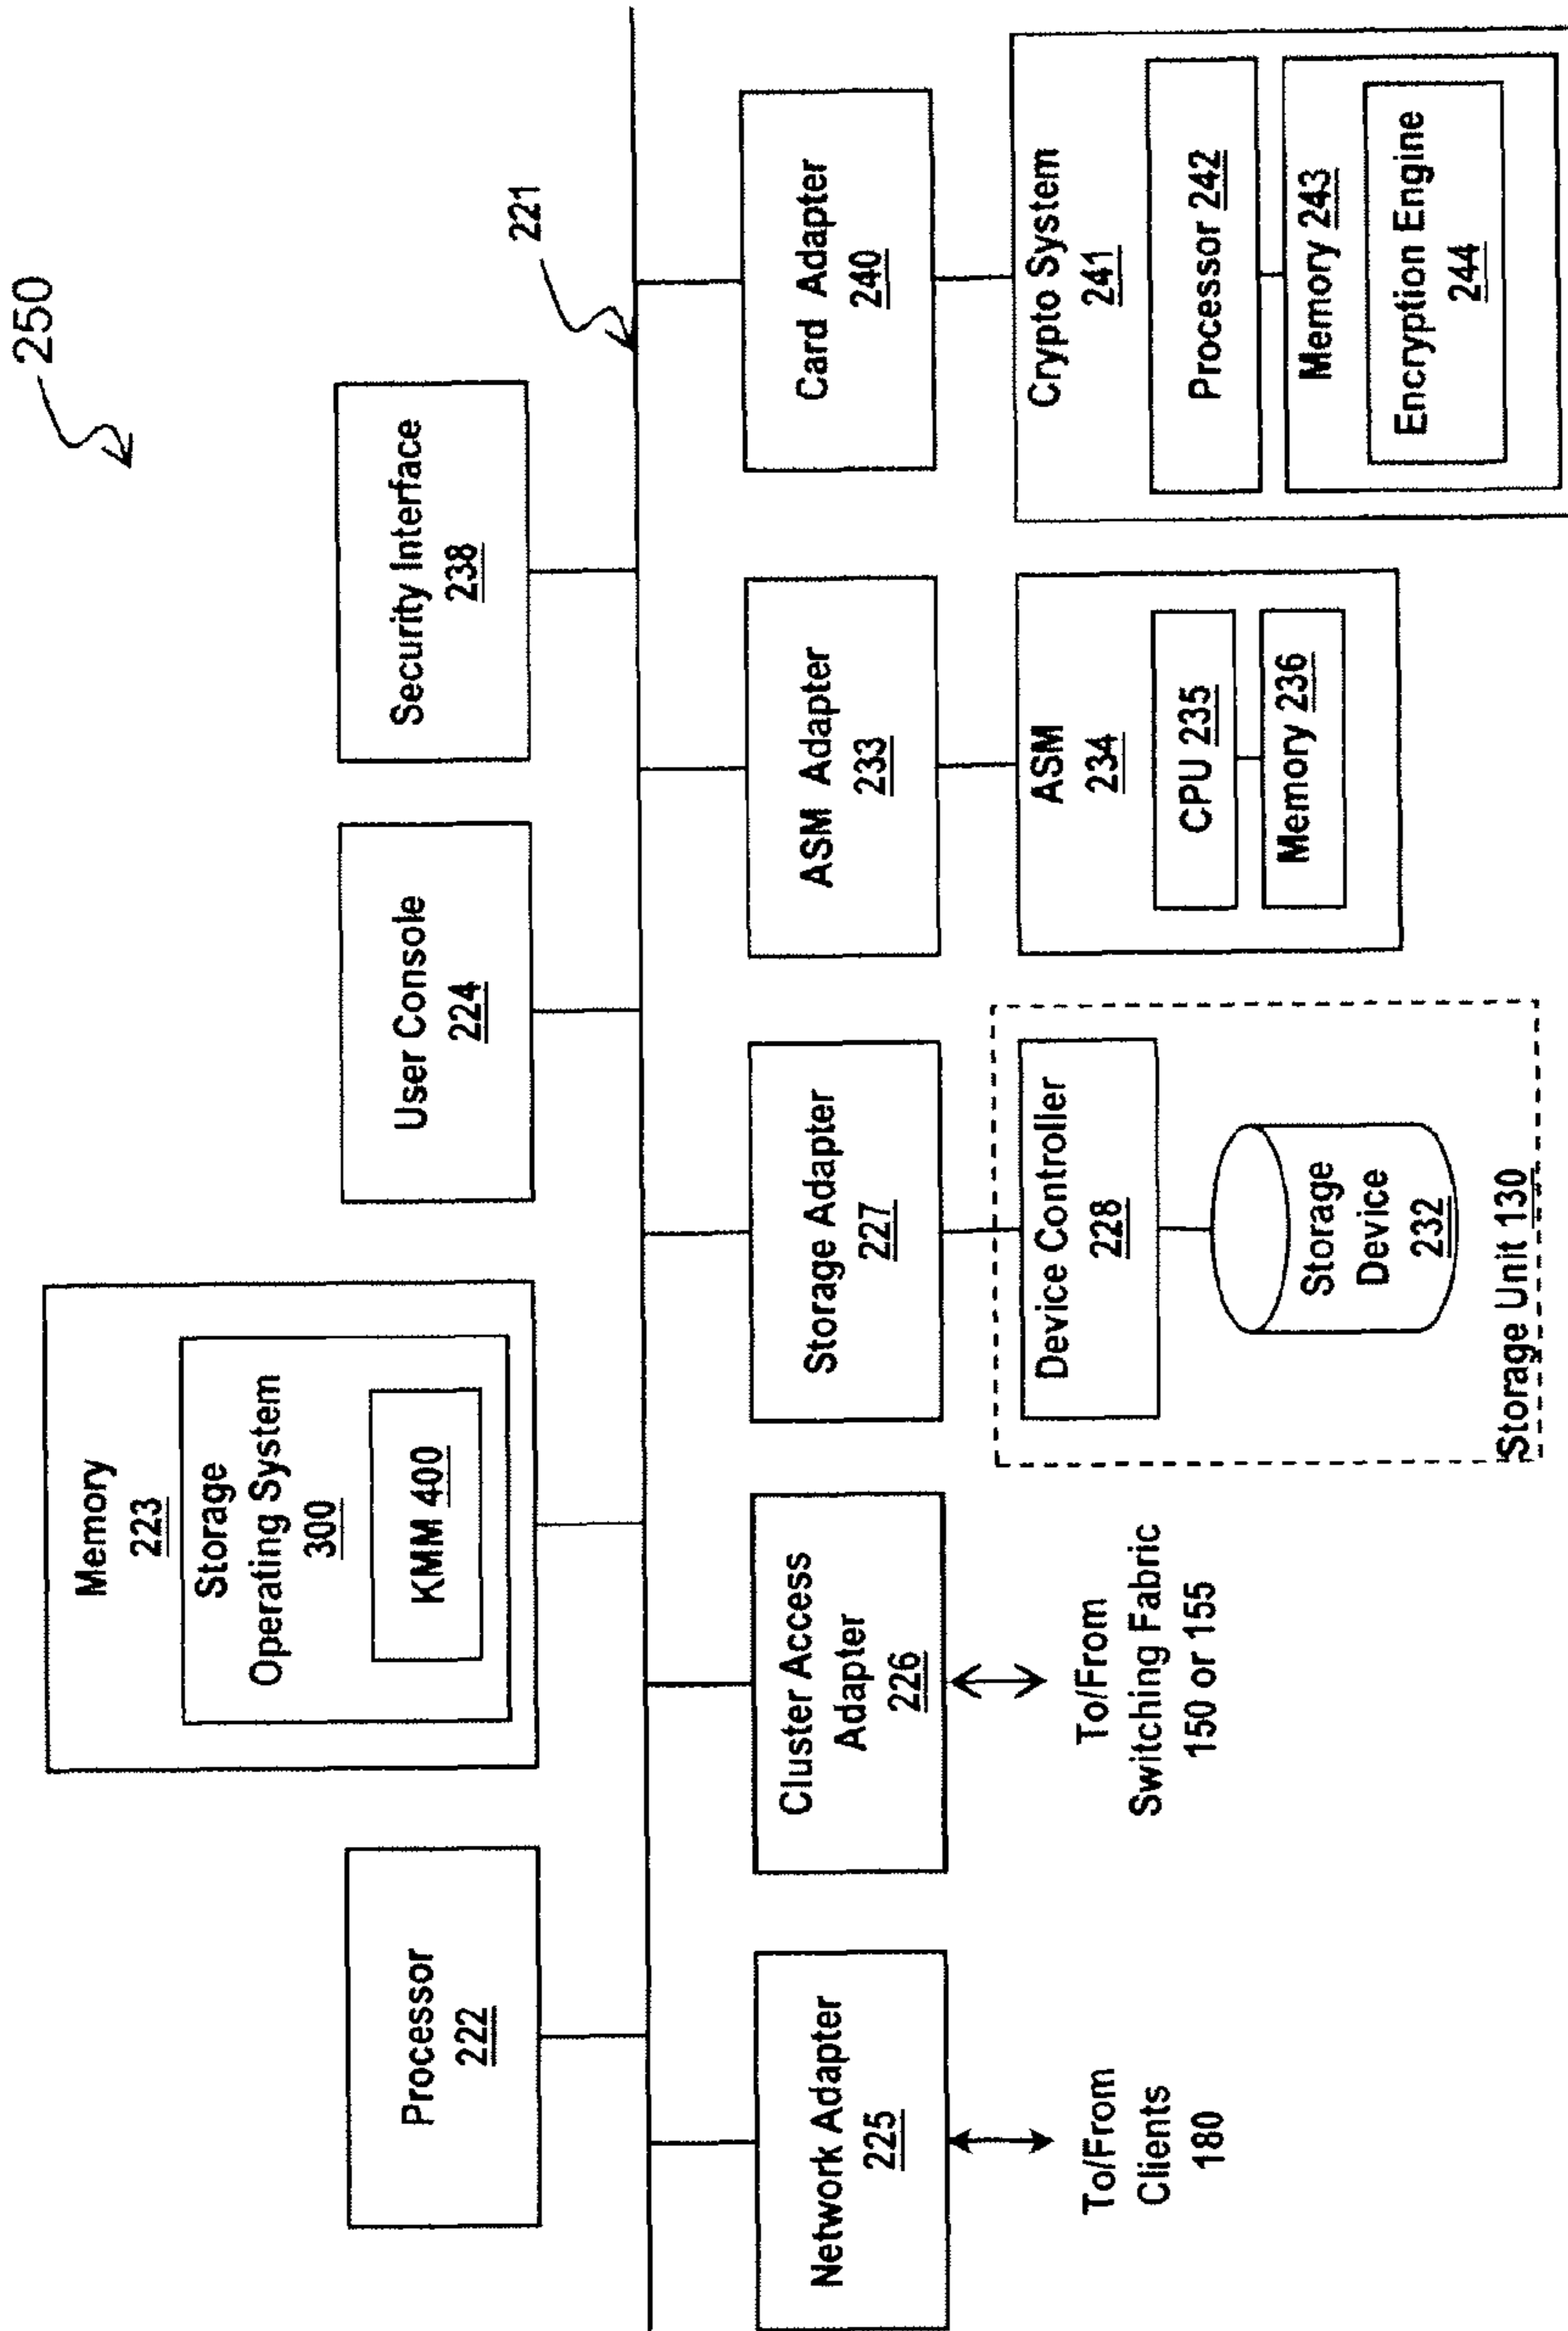 250
Processor
222
Memory
223
Storage
Operating System
300
KMM 400
User Console
224
Security Interface
238
221
Network Adapter
225
To/From
Clients
180
Cluster Access
Adapter
226
To/From
Switching Fabric
150 or 155
Storage Adapter
227
Device Controller
228
Storage
Device
232
Storage Unit 130
ASM Adapter
233
ASM
234
CPU 235
Memory 236
Card Adapter
240
Crypto System
241
Processor 242
Memory 243
Encryption Engine
244